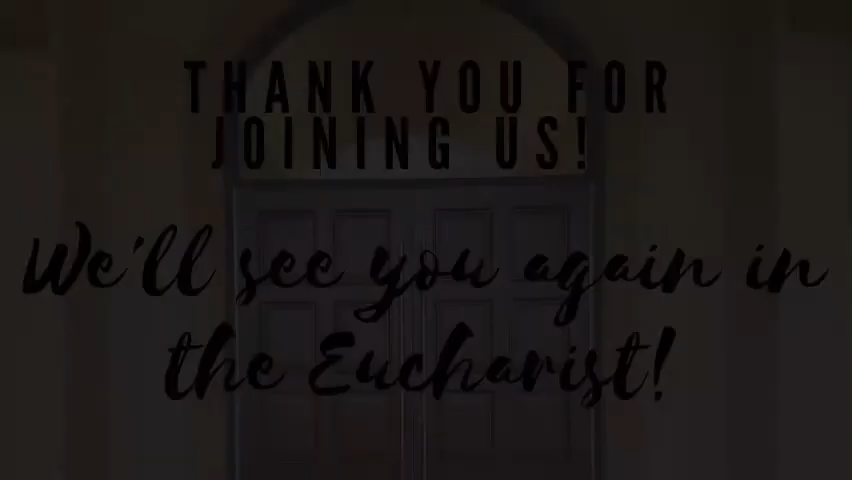 THANK YOU FOR
JOINING US!
We'll see you again in
the Eucharist!